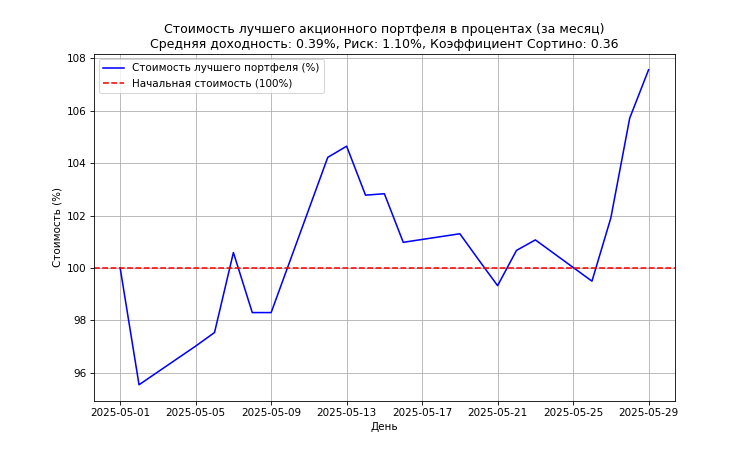 Стоимость лучшего акционного портфеля в процентах (за месяц)
Средняя доходность: 0.39%, Риск: 1.10%, Коэффициент Сортино: 0.36
Стоимость лучшего портфеля (%)
Начальная стоимость (100%)
Стоимость (%)
108
106
104
102
100
98
96
2025-05-01 2025-05-05 2025-05-09 2025-05-13 2025-05-17 2025-05-21 2025-05-25 2025-05-29
День